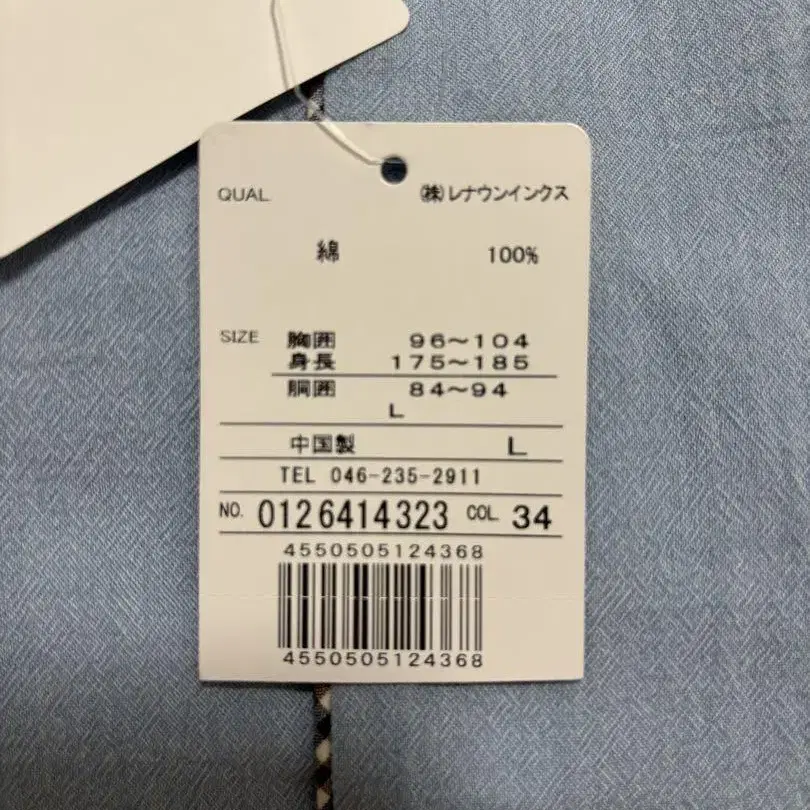 QUAL ㈱レナウンインクス
綿 100%
SIZE 胸囲 96〜104
身長 175〜185
胴囲 84〜94
L
中国製 L
TEL 046-235-2911
NO. 0126414323 COL. 34
4550505124368
4550505124368